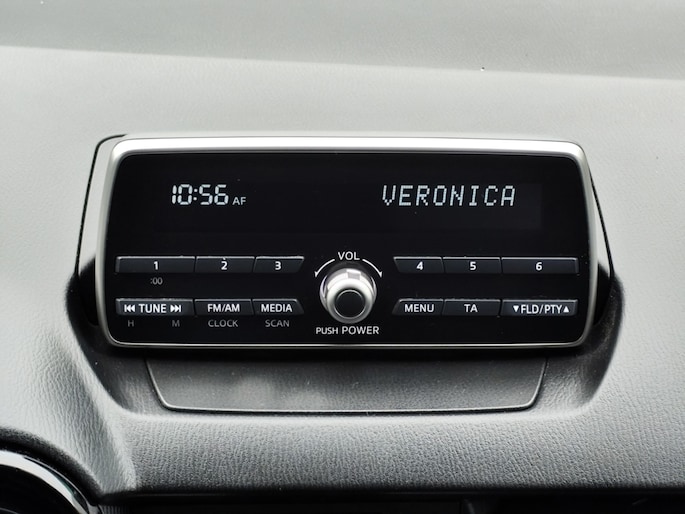 10:56 AF VERONICA
VOL
1 2 3 4 5 6
:00
⏮ TUNE ⏭ FM/AM MEDIA MENU TA ▼FLD/PTY▲
H M CLOCK SCAN
PUSH POWER